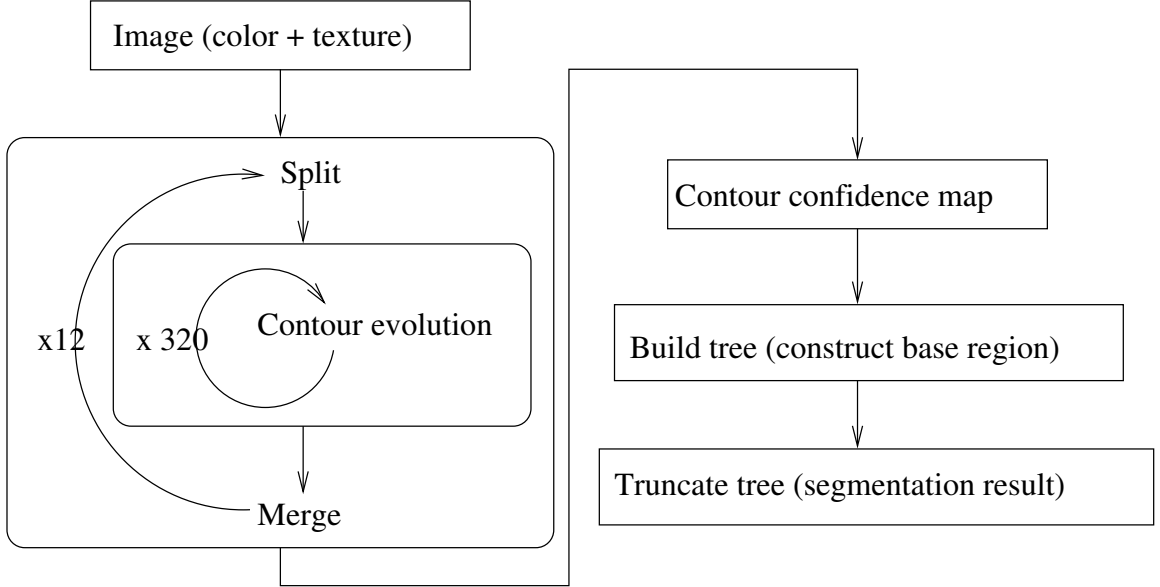 Image (color + texture)
Split
x12
x 320
Contour evolution
Merge
Contour confidence map
Build tree (construct base region)
Truncate tree (segmentation result)